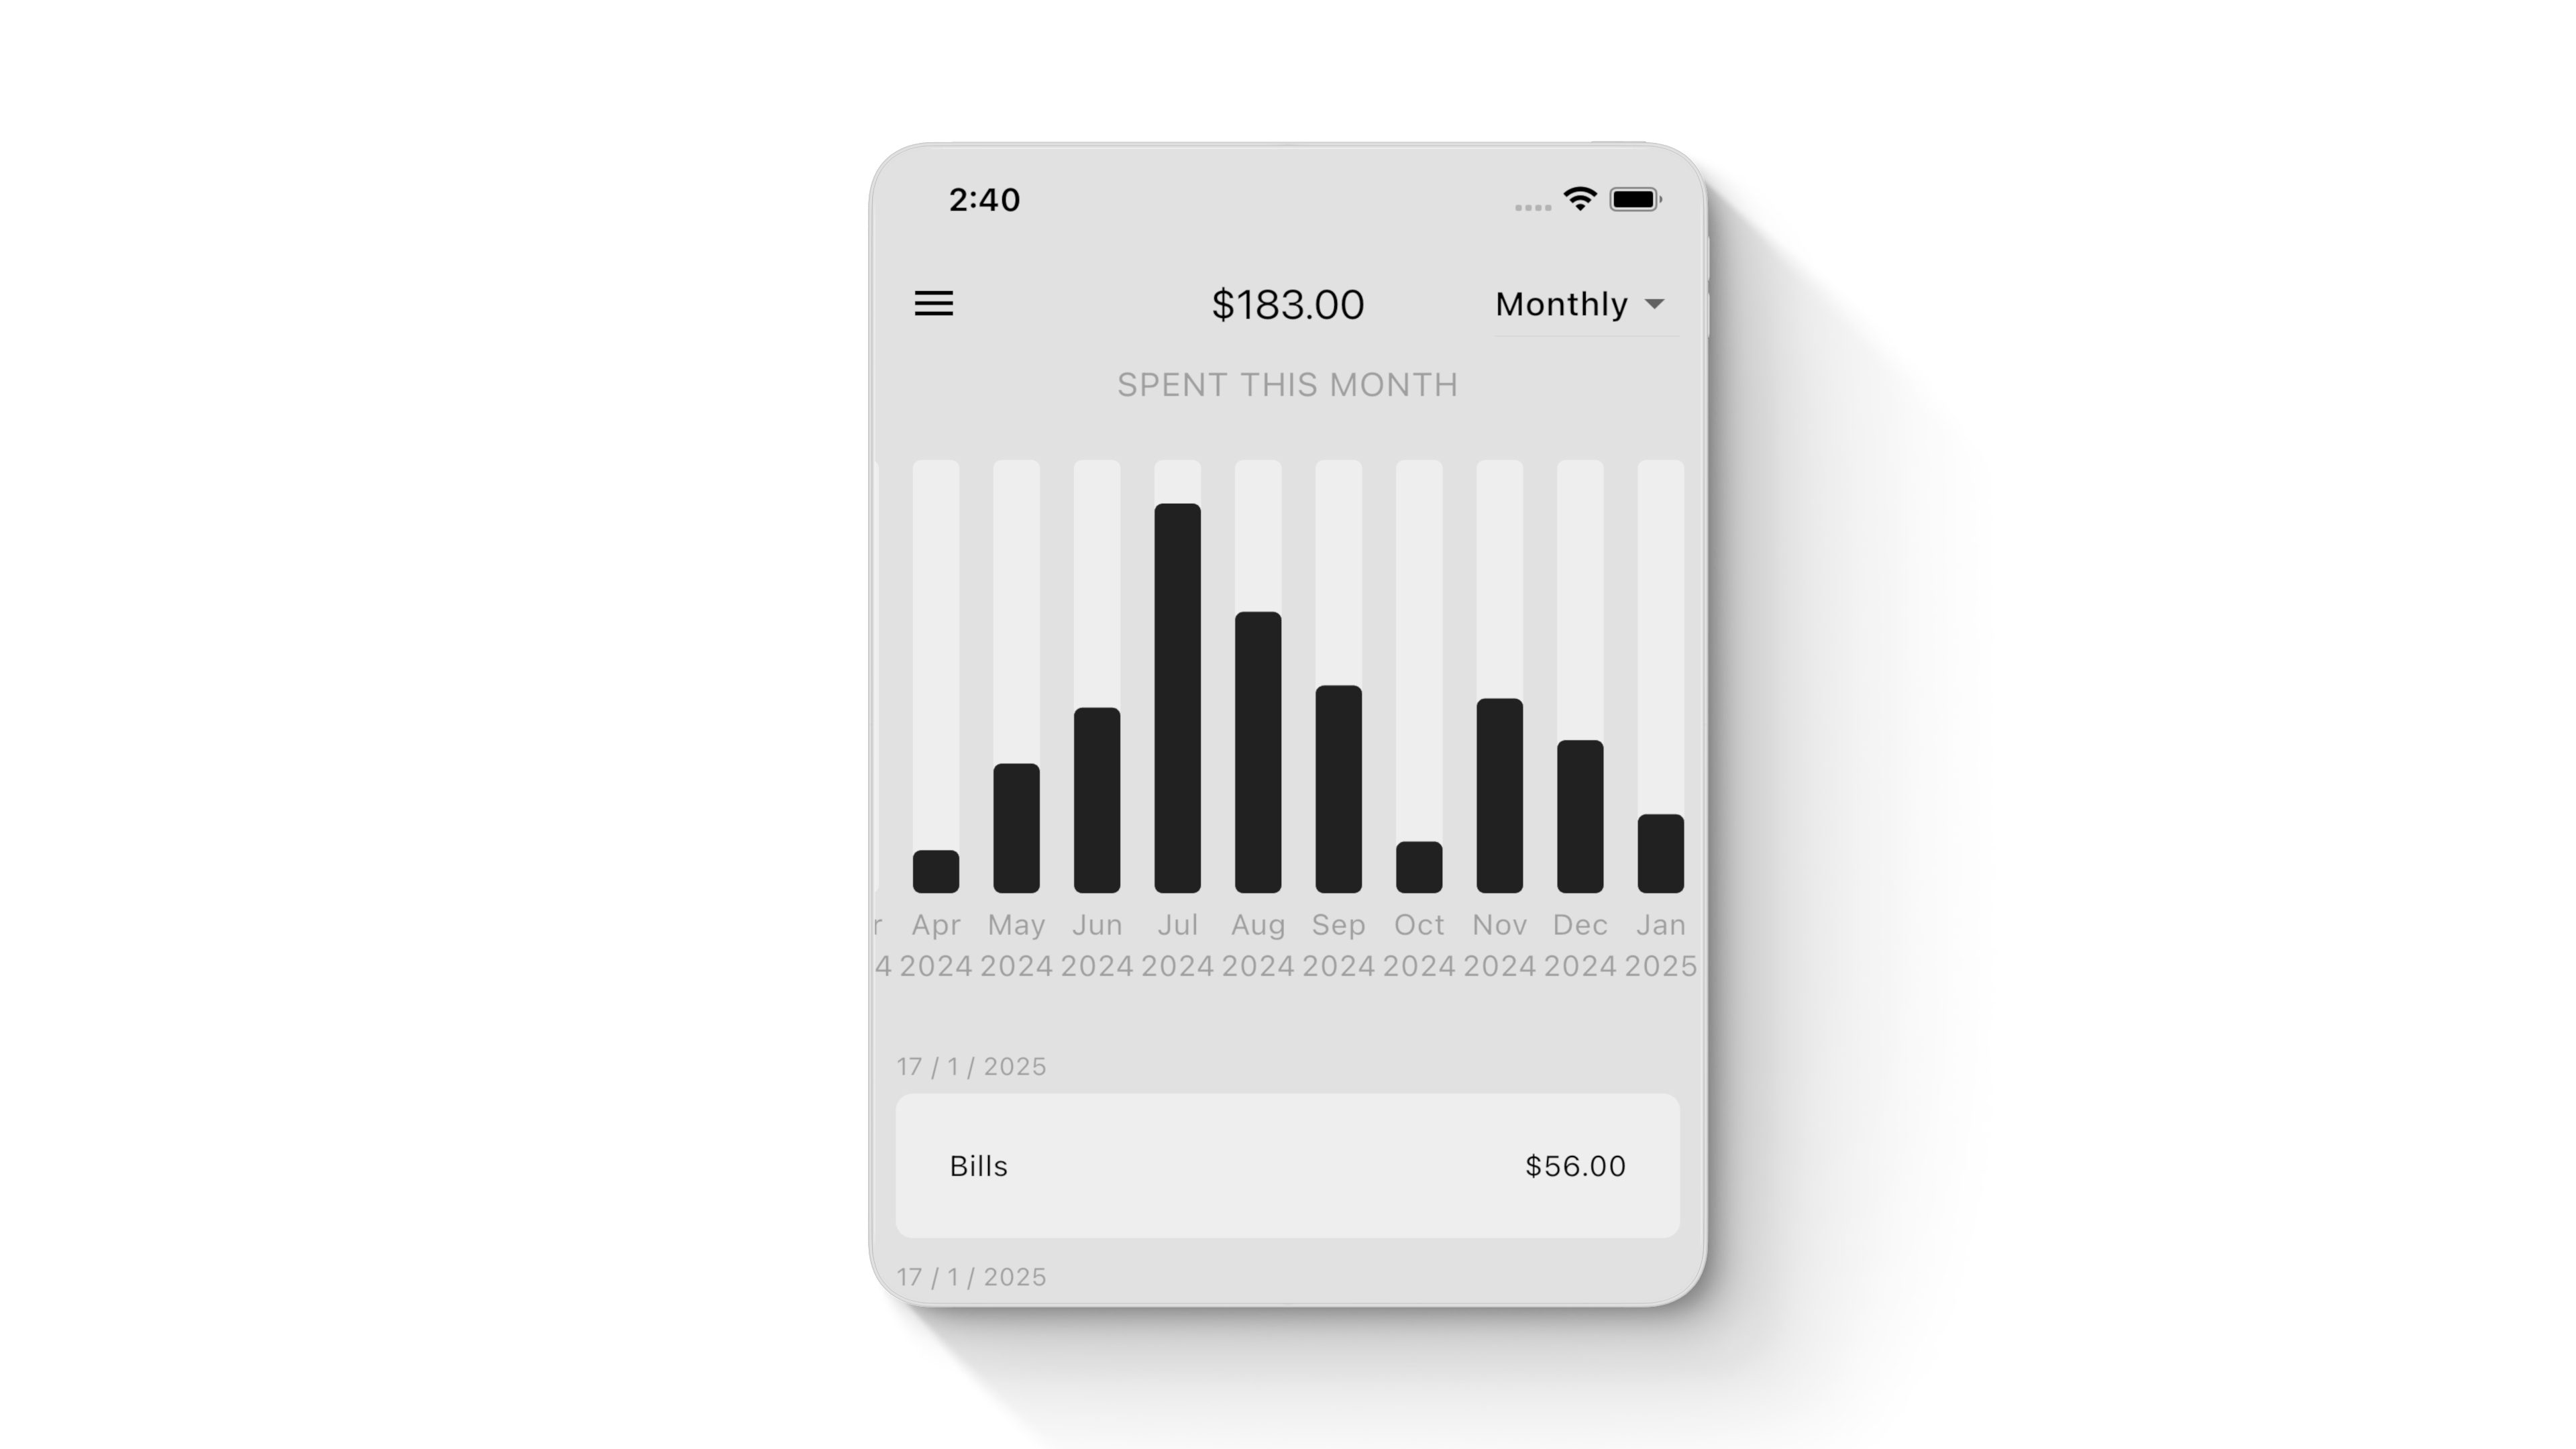 2:40
$183.00 Monthly
SPENT THIS MONTH
r Apr May Jun Jul Aug Sep Oct Nov Dec Jan
4 2024 2024 2024 2024 2024 2024 2024 2024 2024 2025
17 / 1 / 2025
Bills $56.00
17 / 1 / 2025